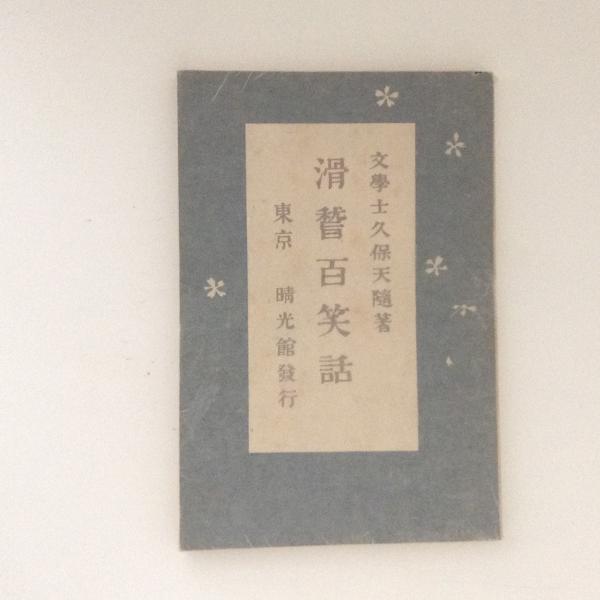 文學士久保天隨著
滑稽百笑話
東京 晴光館發行